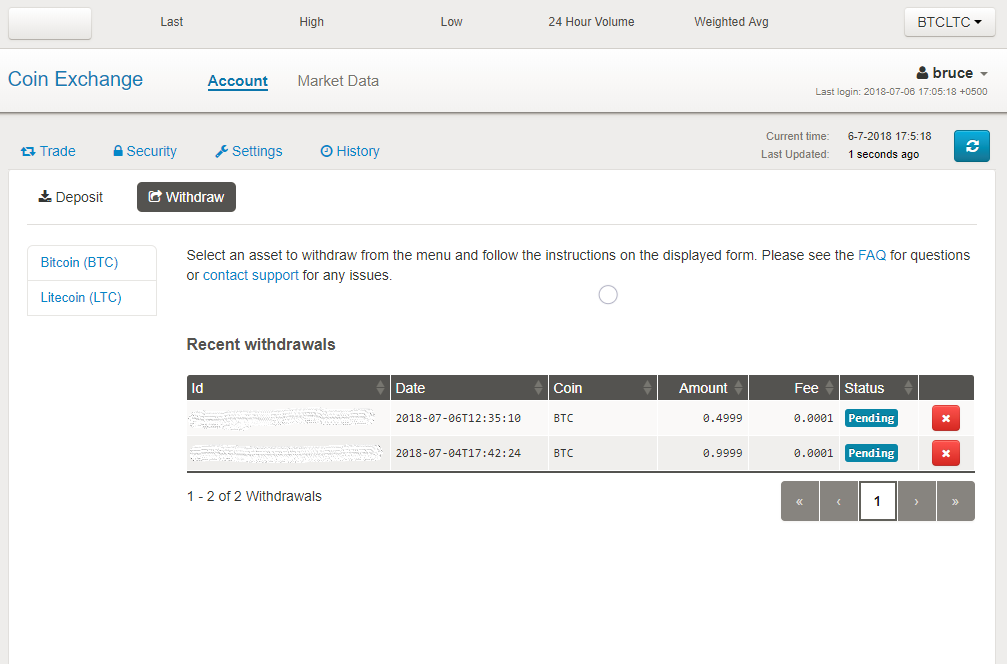 Last High Low 24 Hour Volume Weighted Avg BTCLTC
Coin Exchange Account Market Data bruce
Last login: 2018-07-06 17:05:18 +0500
Trade Security Settings History
Current time: 6-7-2018 17:5:18
Last Updated: 1 seconds ago
Deposit Withdraw
Bitcoin (BTC)
Litecoin (LTC)
Select an asset to withdraw from the menu and follow the instructions on the displayed form. Please see the FAQ for questions
or contact support for any issues.
Recent withdrawals
Id Date Coin Amount Fee Status
2018-07-06T12:35:10 BTC 0.4999 0.0001 Pending
2018-07-04T17:42:24 BTC 0.9999 0.0001 Pending
1 - 2 of 2 Withdrawals
« ‹ 1 › »